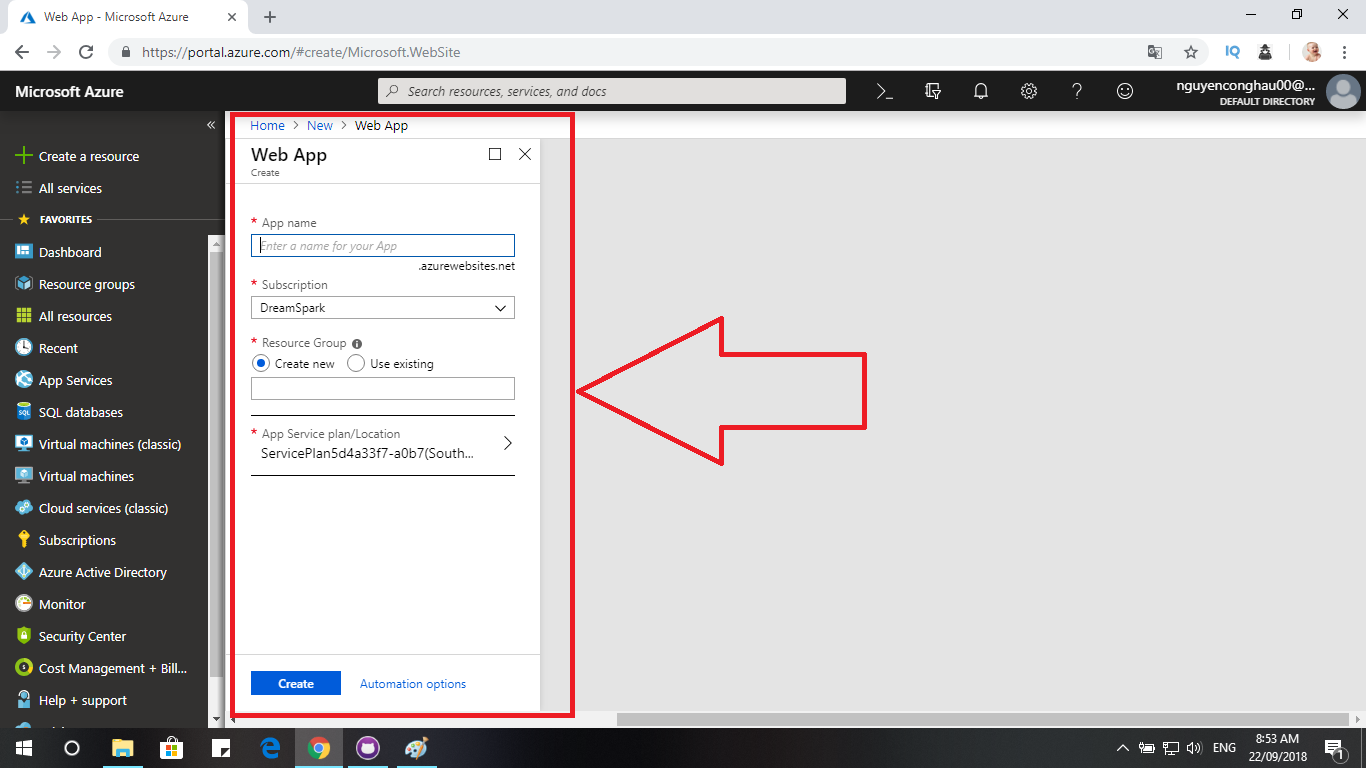 Web App - Microsoft Azure
https://portal.azure.com/#create/Microsoft.WebSite
IQ
Microsoft Azure
Search resources, services, and docs
nguyenconghau00@...
DEFAULT DIRECTORY
Create a resource
All services
FAVORITES
Dashboard
Resource groups
All resources
Recent
App Services
SQL databases
Virtual machines (classic)
Virtual machines
Cloud services (classic)
Subscriptions
Azure Active Directory
Monitor
Security Center
Cost Management + Bill...
Help + support
Home > New > Web App
Web App
Create
* App name
Enter a name for your App
.azurewebsites.net
* Subscription
DreamSpark
* Resource Group
Create new Use existing
* App Service plan/Location
ServicePlan5d4a33f7-a0b7(South...
Create Automation options
ENG
8:53 AM
22/09/2018
1